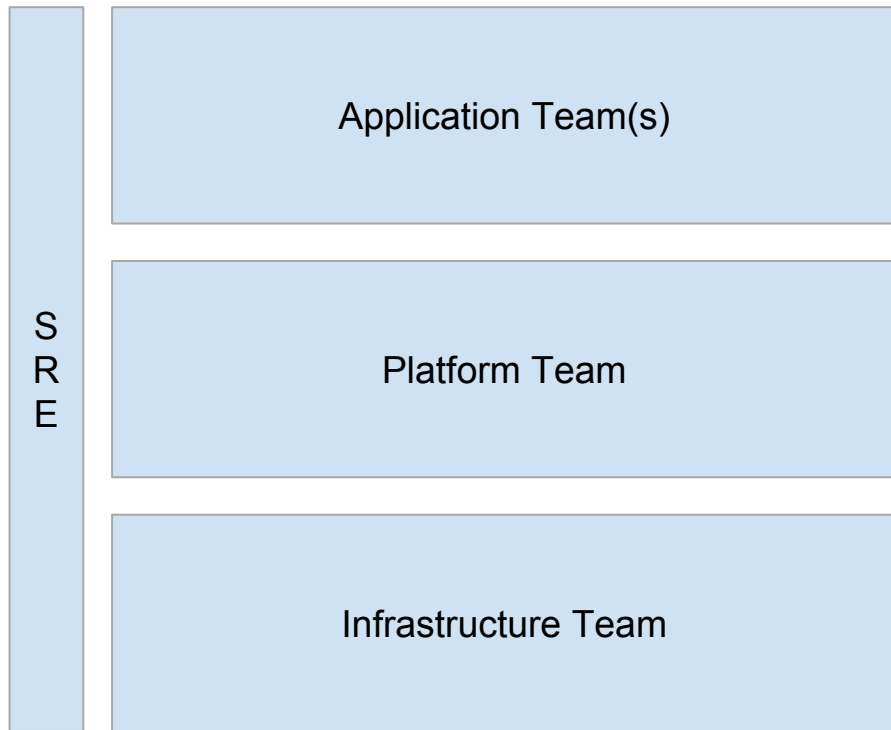 Application Team(s)
S
R
E
Platform Team
Infrastructure Team